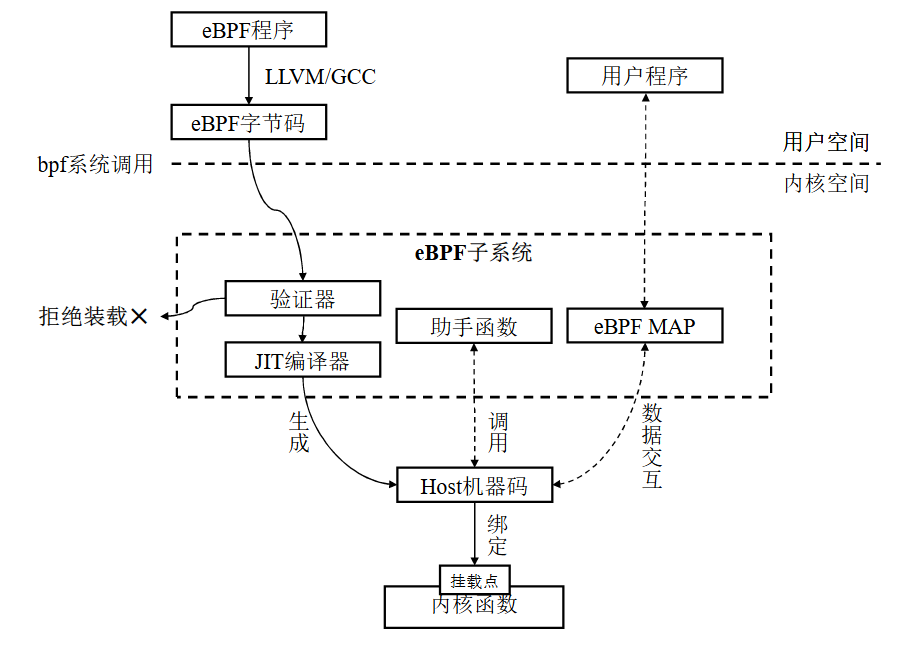 eBPF程序
LLVM/GCC
用户程序
eBPF字节码
用户空间
bpf系统调用
内核空间
eBPF子系统
验证器
拒绝装载×
助手函数
eBPF MAP
JIT编译器
生成
调用
数据交互
Host机器码
绑定
挂载点
内核函数